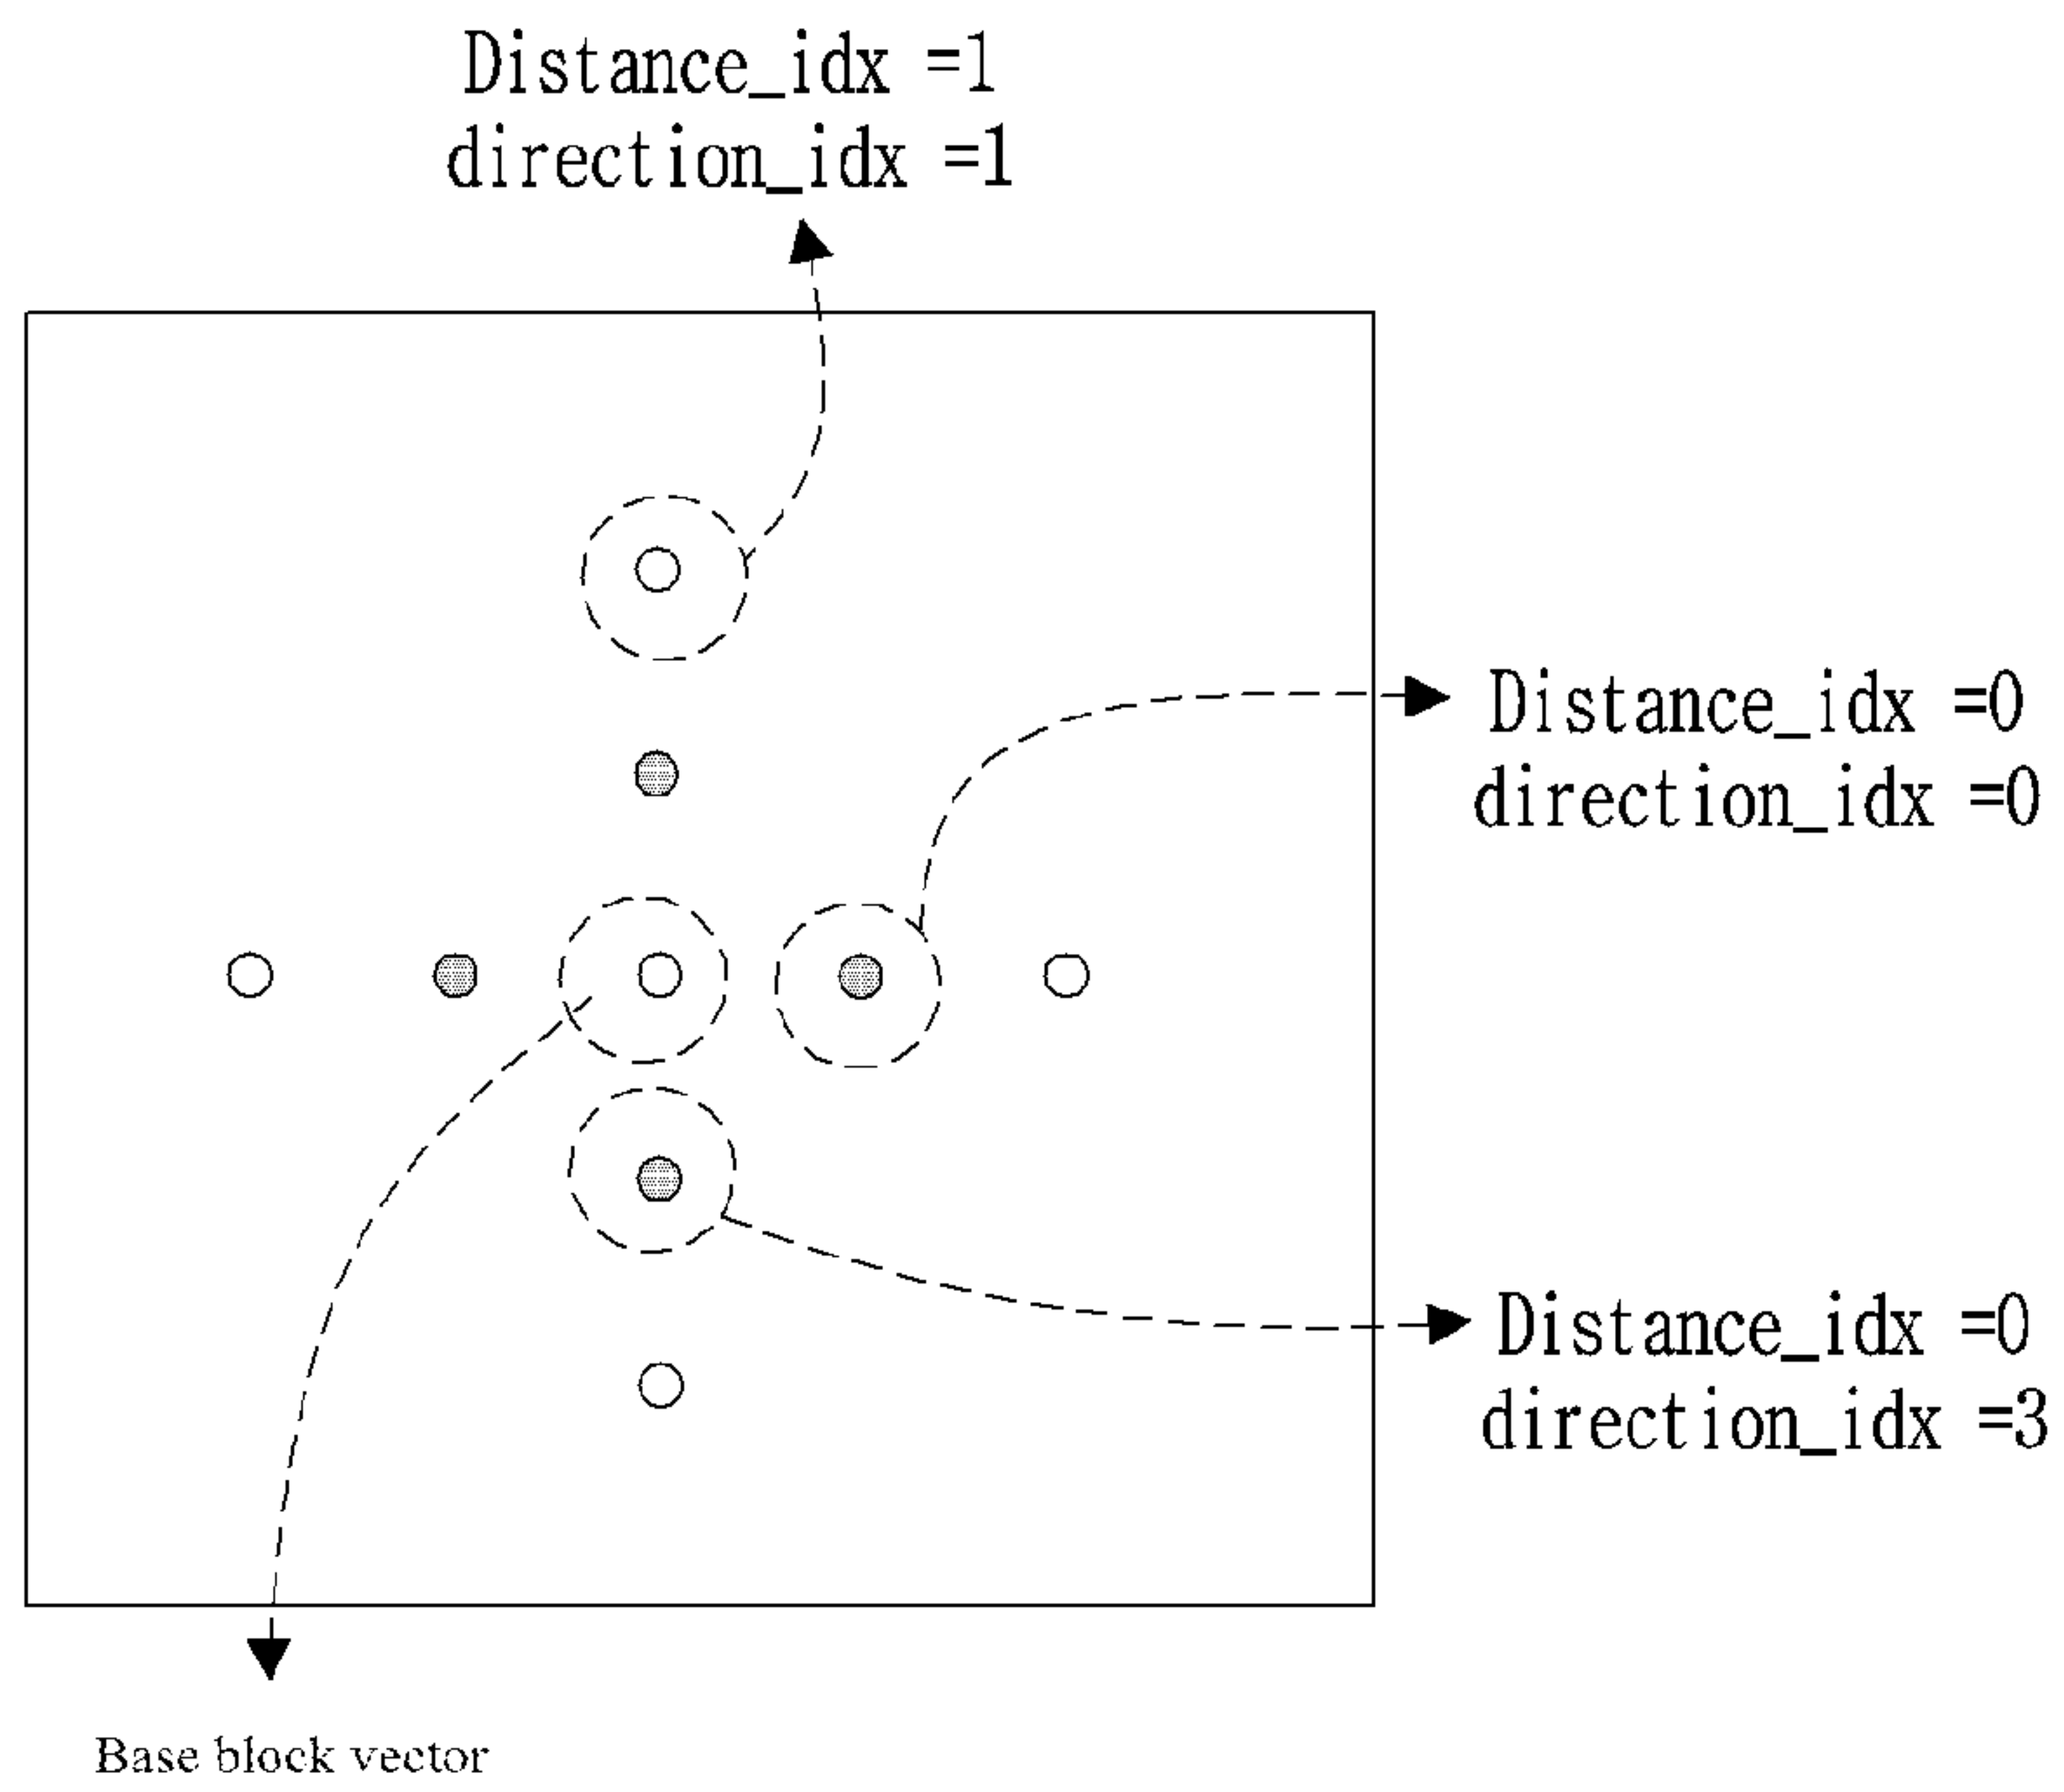 Distance_idx =1
direction_idx =1
Distance_idx =0
direction_idx =0
Distance_idx =0
direction_idx =3
Base block vector